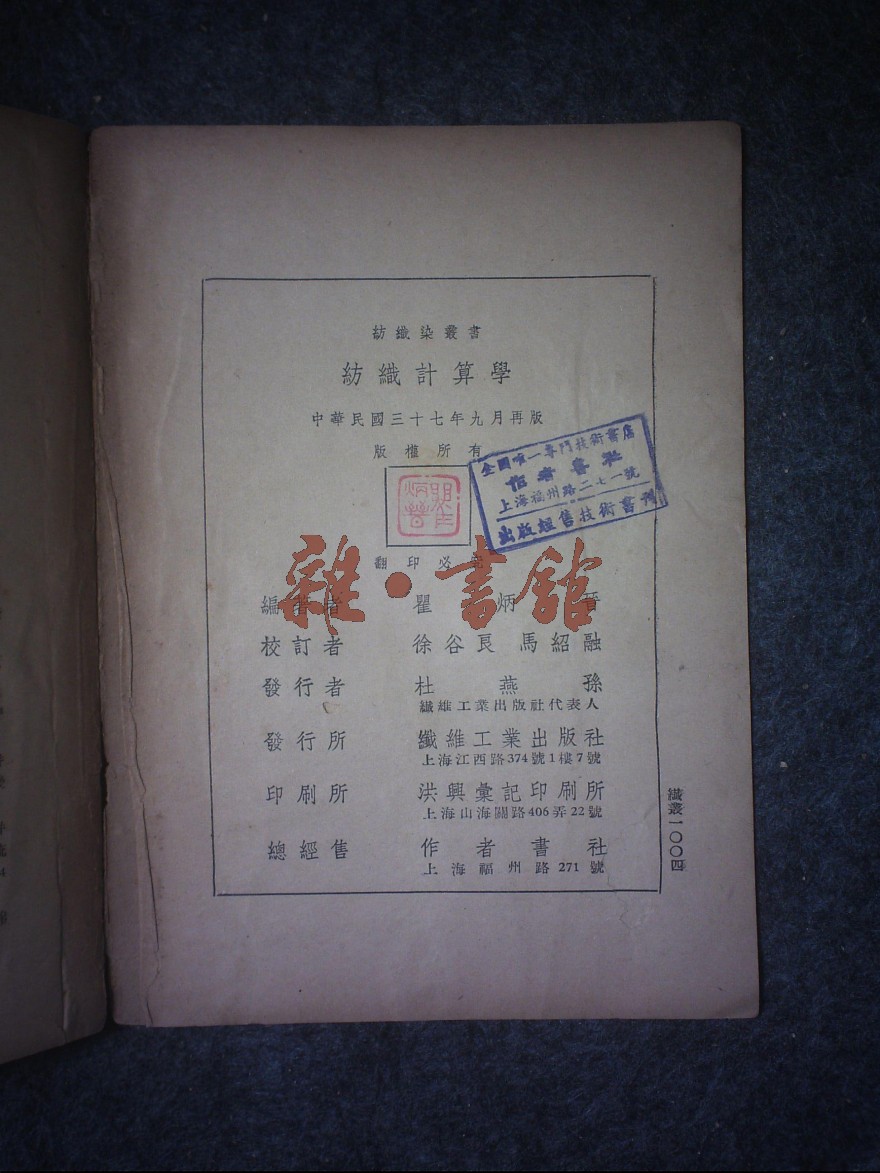 紡織染叢書
紡織計算學
中華民國三十七年九月再版
版權所有
全國唯一專門技術書店
作者書社
上海福州路二七一號
出版經售技術書刊
瞿炳晉
翻印必究
雜·書館
編著者 瞿炳晉
校訂者 徐谷良 馬紹融
發行者 杜燕孫
纖維工業出版社代表人
發行所 纖維工業出版社
上海江西路374號1樓7號
印刷所 洪興彙記印刷所
上海山海關路406弄22號
總經售 作者書社
上海福州路271號
纖叢一〇〇四